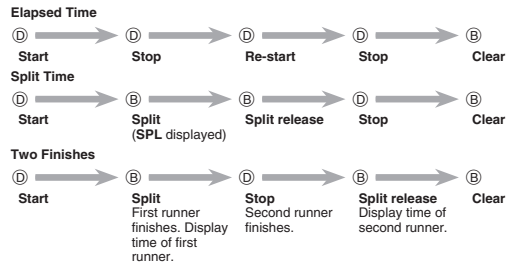 Elapsed Time
Ⓓ Ⓓ Ⓓ Ⓓ Ⓑ
Start Stop Re-start Stop Clear
Split Time
Ⓓ Ⓑ Ⓑ Ⓓ Ⓑ
Start Split Split release Stop Clear
(SPL displayed)
Two Finishes
Ⓓ Ⓑ Ⓓ Ⓑ Ⓑ
Start Split Stop Split release Clear
First runner Second runner Display time of
finishes. Display finishes. second runner.
time of first
runner.